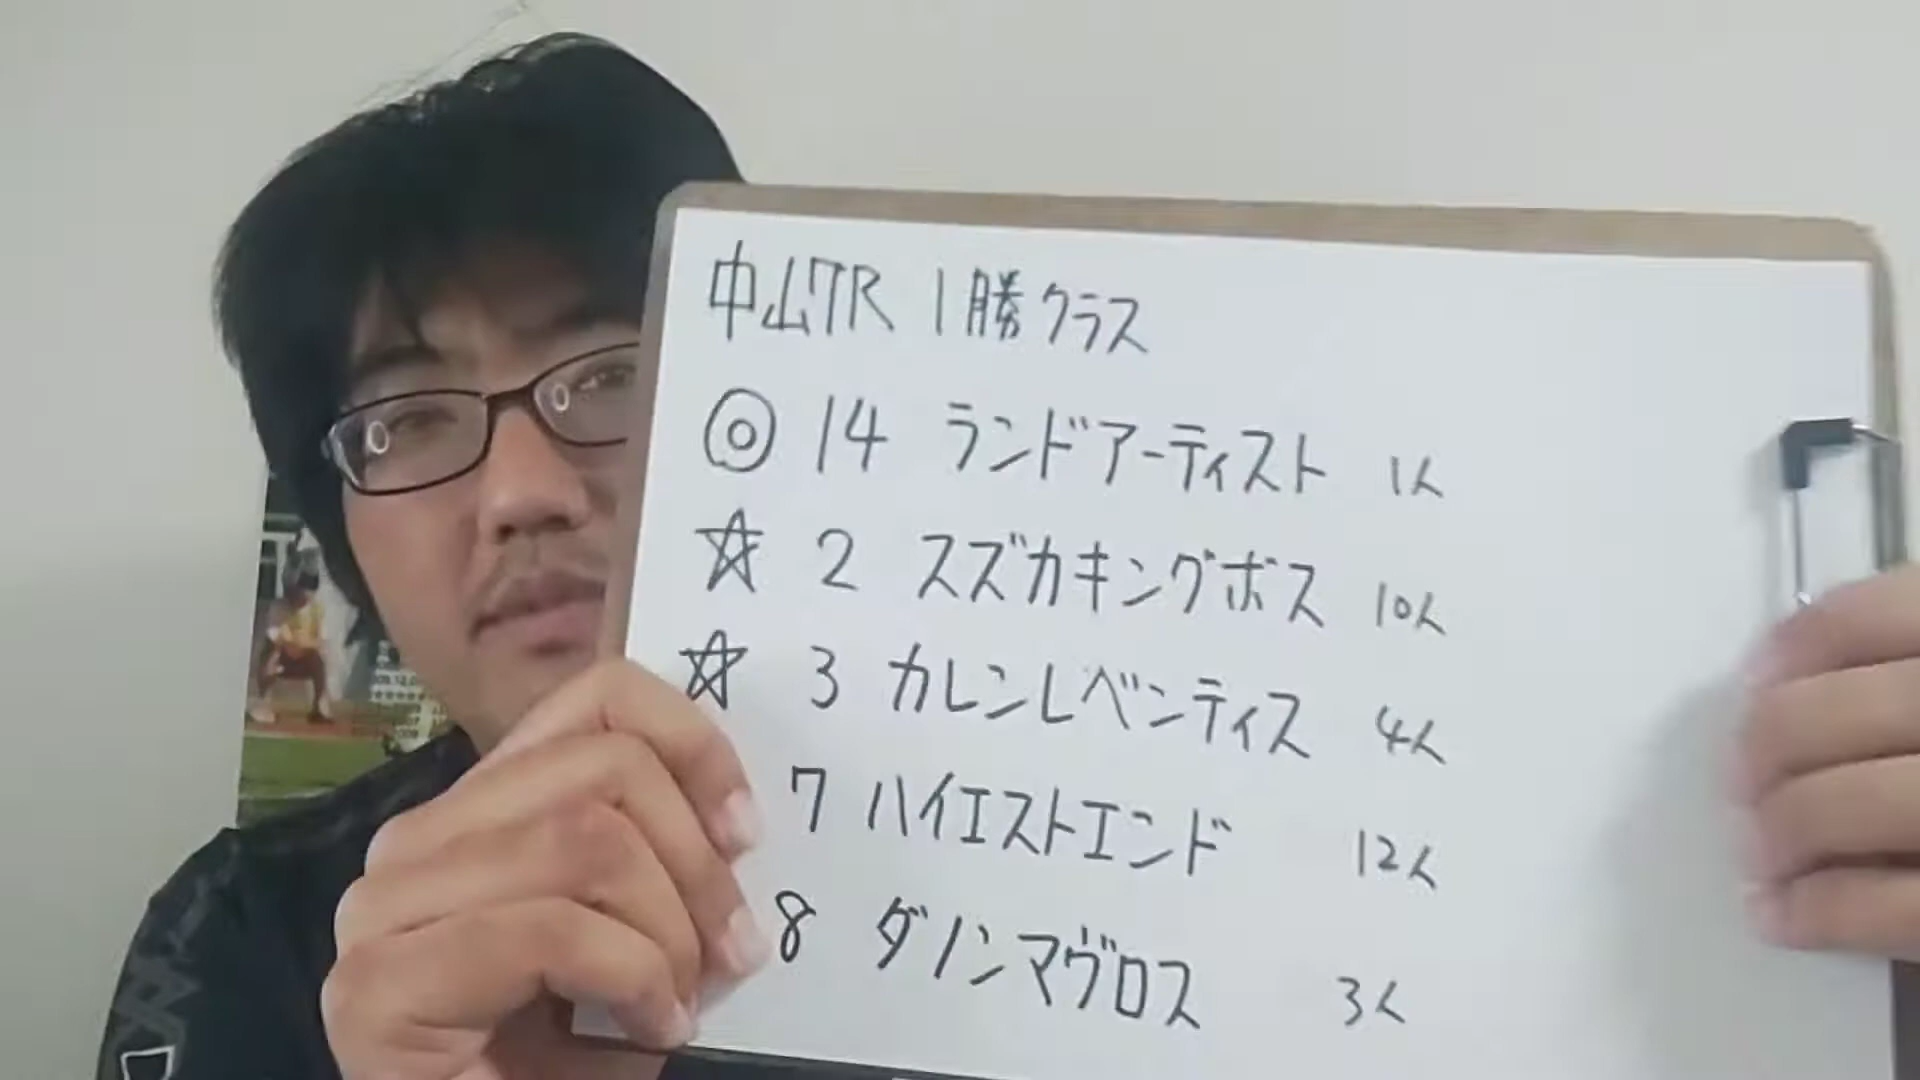 中山7R 1勝クラス
◎ 14 ランドアーティスト 1人
☆ 2 スズカキングボス 10人
☆ 3 カレンレベンティス 4人
7 ハイエストエンド 12人
8 ダノンマヴロス 3人